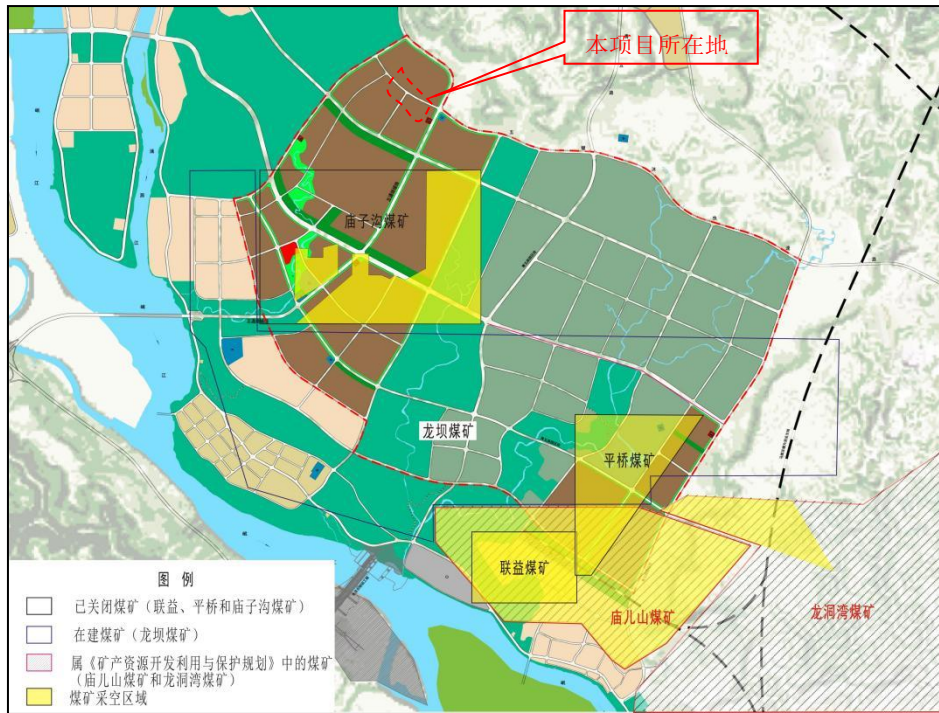 本项目所在地
庙子沟煤矿
龙坝煤矿
平桥煤矿
联益煤矿
庙儿山煤矿
龙洞湾煤矿
图 例
已关闭煤矿（联益、平桥和庙子沟煤矿）
在建煤矿（龙坝煤矿）
属《矿产资源开发利用与保护规划》中的煤矿
（庙儿山煤矿和龙洞湾煤矿）
煤矿采空区域